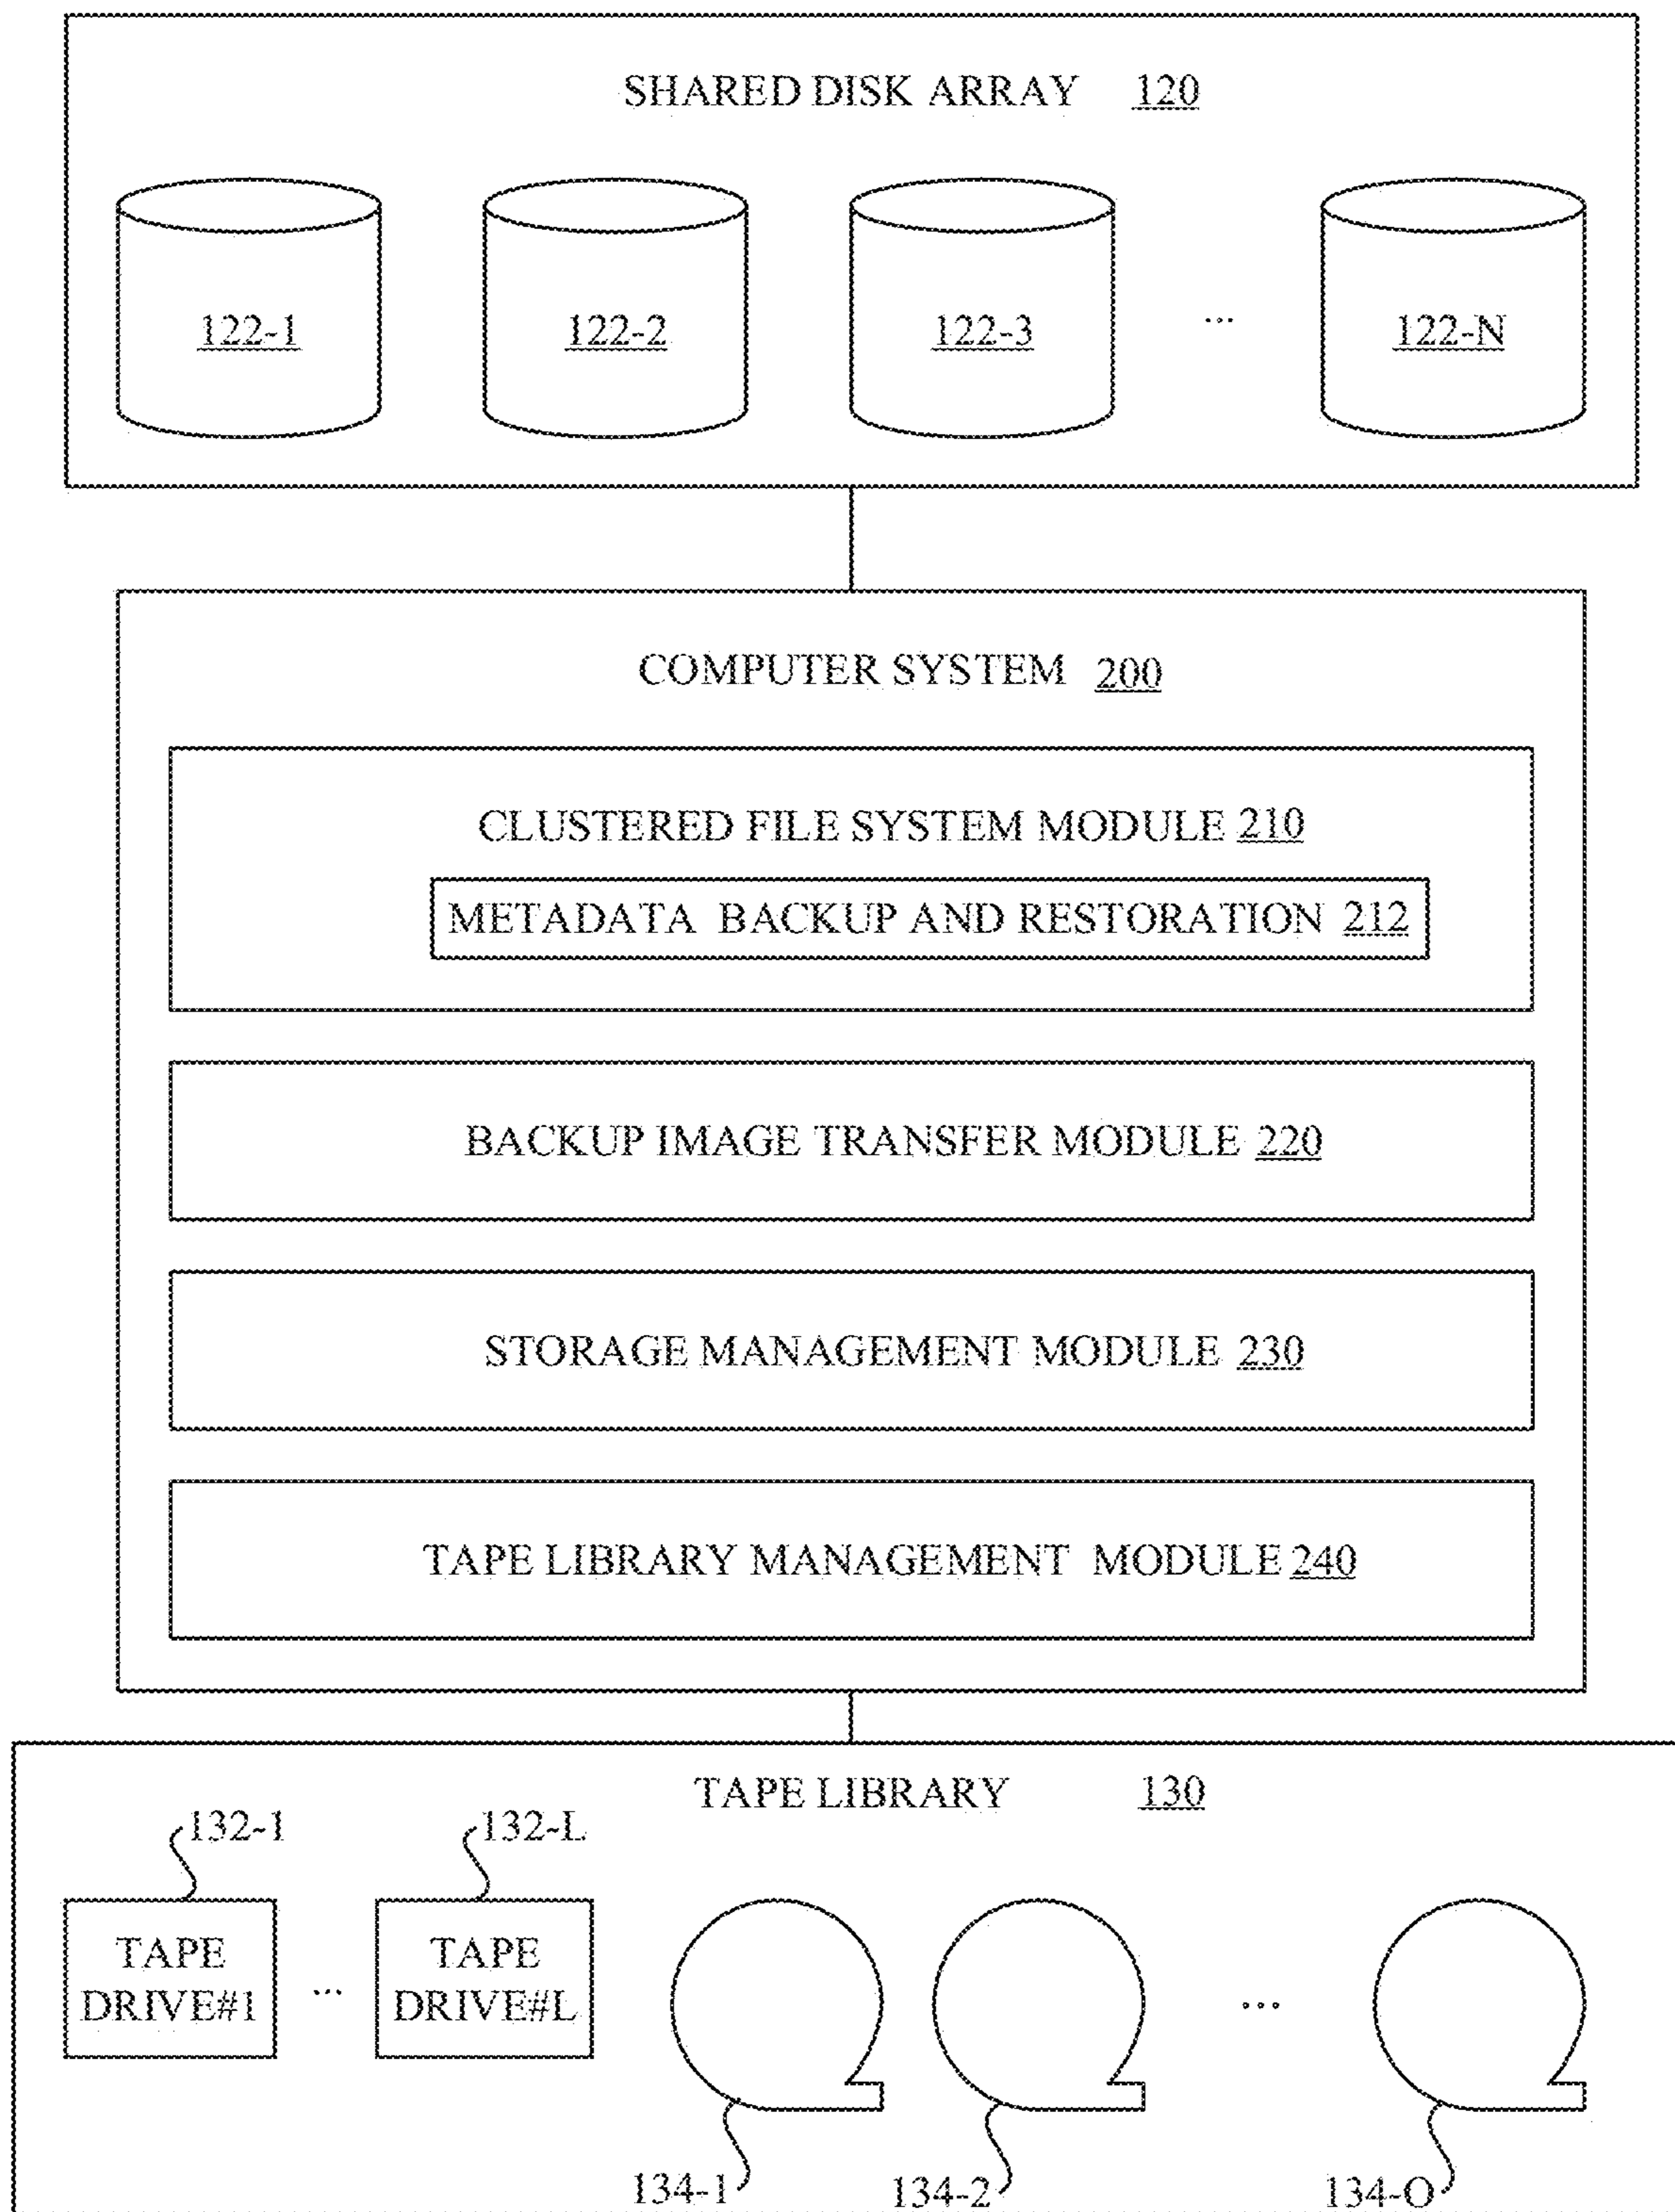 SHARED DISK ARRAY 120
122-1 122-2 122-3 ... 122-N
COMPUTER SYSTEM 200
CLUSTERED FILE SYSTEM MODULE 210
METADATA BACKUP AND RESTORATION 212
BACKUP IMAGE TRANSFER MODULE 220
STORAGE MANAGEMENT MODULE 230
TAPE LIBRARY MANAGEMENT MODULE 240
TAPE LIBRARY 130
132-1 132-L
TAPE DRIVE#1 ... TAPE DRIVE#L ...
134-1 134-2 134-O